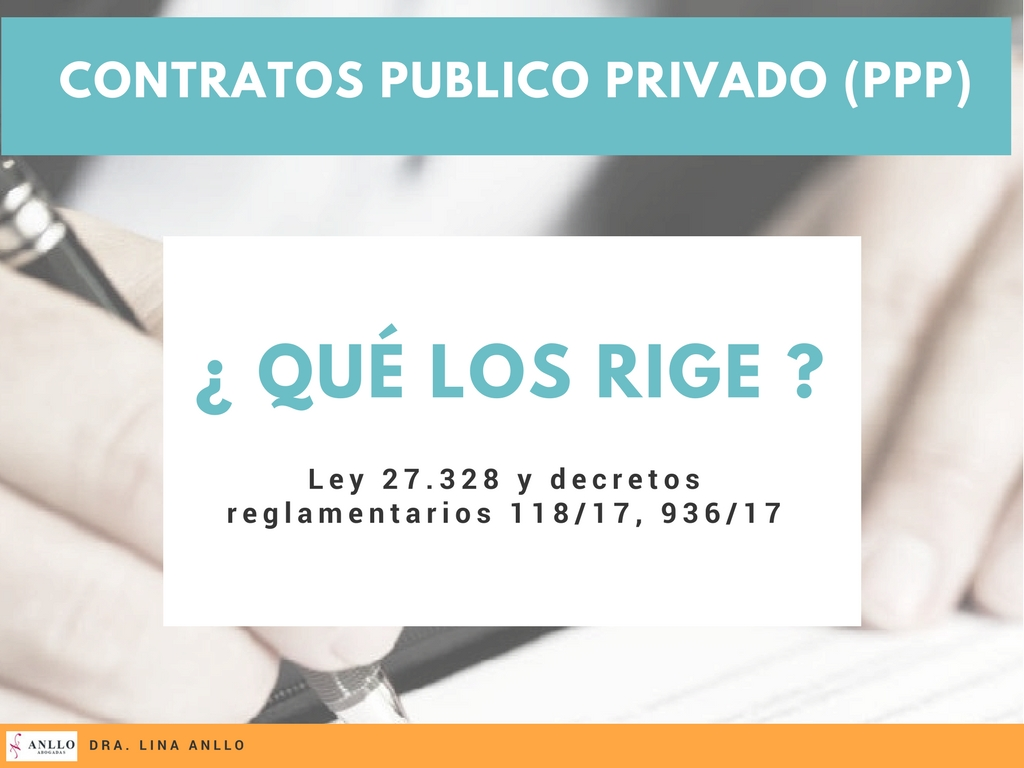 CONTRATOS PUBLICO PRIVADO (PPP)
¿ QUÉ LOS RIGE ?
Ley 27.328 y decretos
reglamentarios 118/17, 936/17
ANLLO
ABOGADAS
DRA. LINA ANLLO